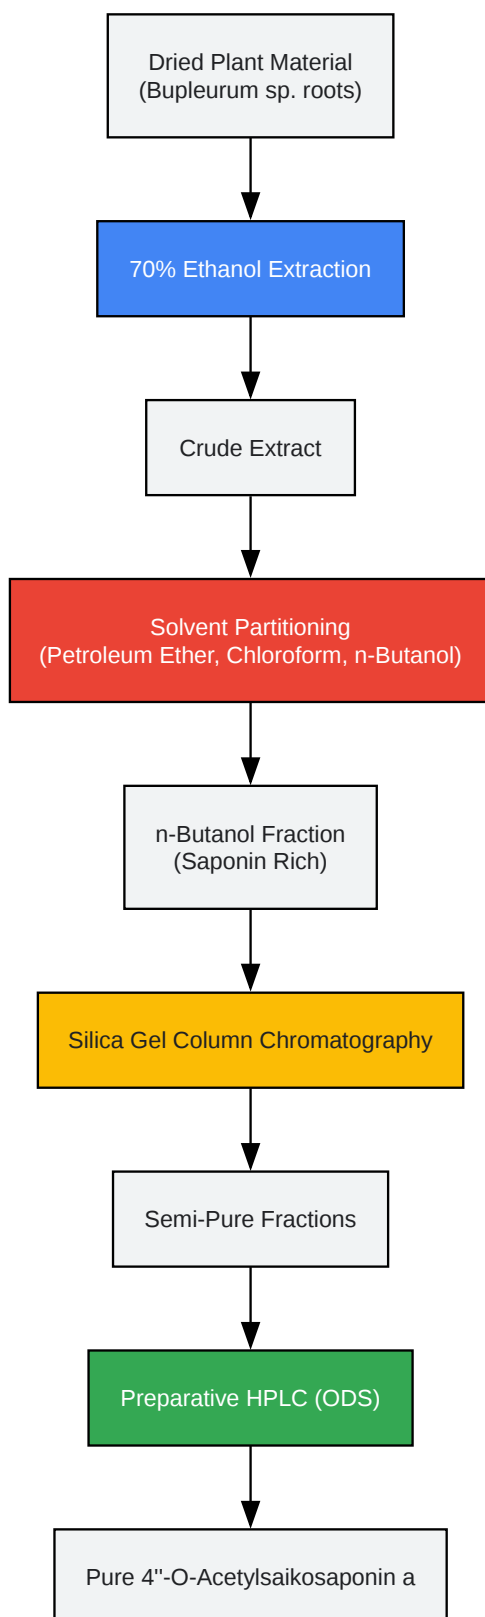 Dried Plant Material
(Bupleurum sp. roots)
70% Ethanol Extraction
Crude Extract
Solvent Partitioning
(Petroleum Ether, Chloroform, n-Butanol)
n-Butanol Fraction
(Saponin Rich)
Silica Gel Column Chromatography
Semi-Pure Fractions
Preparative HPLC (ODS)
Pure 4''-O-Acetylsaikosaponin a